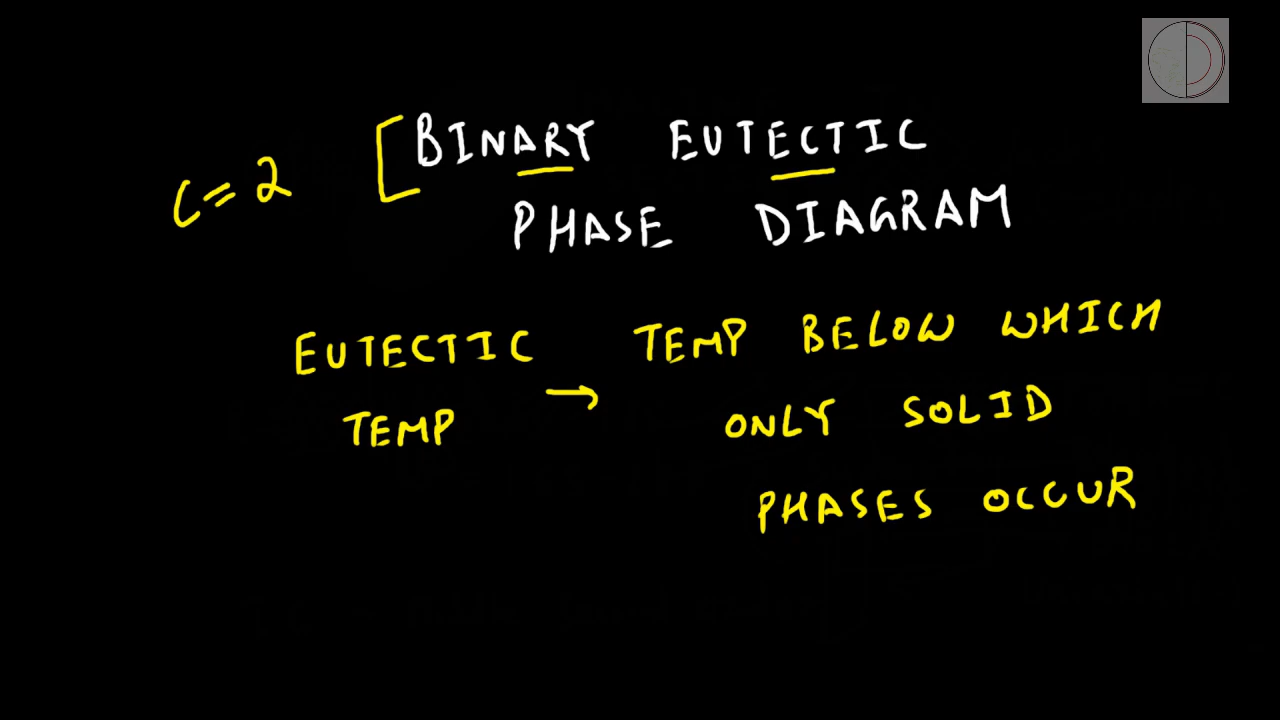 C=2 [BINARY EUTECTIC
PHASE DIAGRAM
EUTECTIC TEMP BELOW WHICH
TEMP → ONLY SOLID
PHASES OCCUR